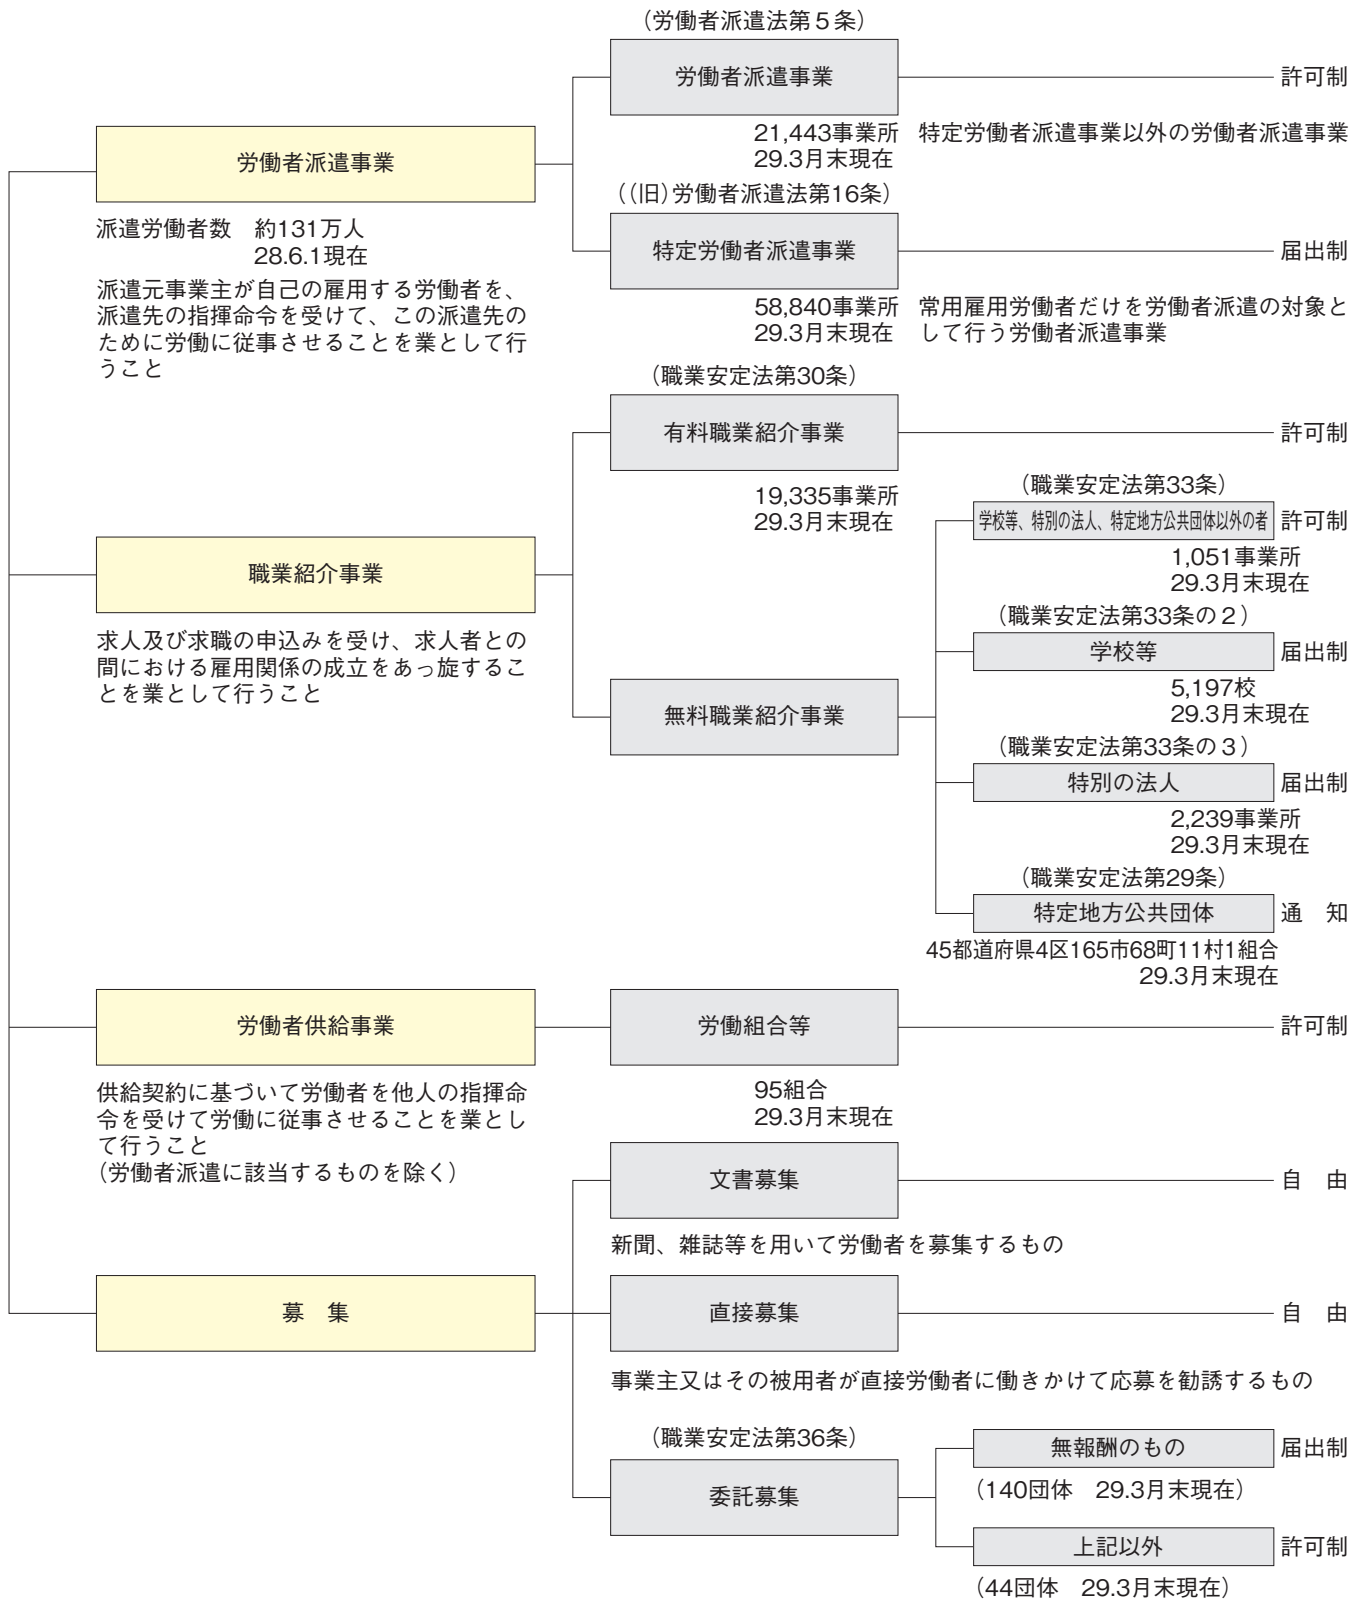 (労働者派遣法第５条)
労働者派遣事業
許可制
21,443事業所
29.3月末現在
特定労働者派遣事業以外の労働者派遣事業
労働者派遣事業
派遣労働者数　約131万人
28.6.1現在
派遣元事業主が自己の雇用する労働者を、
派遣先の指揮命令を受けて、この派遣先の
ために労働に従事させることを業として行
うこと
((旧)労働者派遣法第16条)
特定労働者派遣事業
届出制
58,840事業所
29.3月末現在
常用雇用労働者だけを労働者派遣の対象と
して行う労働者派遣事業
(職業安定法第30条)
有料職業紹介事業
許可制
19,335事業所
29.3月末現在
職業紹介事業
求人及び求職の申込みを受け、求人者との
間における雇用関係の成立をあっ旋するこ
とを業として行うこと
無料職業紹介事業
(職業安定法第33条)
学校等、特別の法人、特定地方公共団体以外の者
許可制
1,051事業所
29.3月末現在
(職業安定法第33条の２)
学校等
届出制
5,197校
29.3月末現在
(職業安定法第33条の３)
特別の法人
届出制
2,239事業所
29.3月末現在
(職業安定法第29条)
特定地方公共団体
通　知
45都道府県4区165市68町11村1組合
29.3月末現在
労働者供給事業
労働組合等
許可制
供給契約に基づいて労働者を他人の指揮命
令を受けて労働に従事させることを業とし
て行うこと
(労働者派遣に該当するものを除く)
95組合
29.3月末現在
文書募集
自　由
新聞、雑誌等を用いて労働者を募集するもの
募　集
直接募集
自　由
事業主又はその被用者が直接労働者に働きかけて応募を勧誘するもの
(職業安定法第36条)
委託募集
無報酬のもの
届出制
(140団体　29.3月末現在)
上記以外
許可制
(44団体　29.3月末現在)